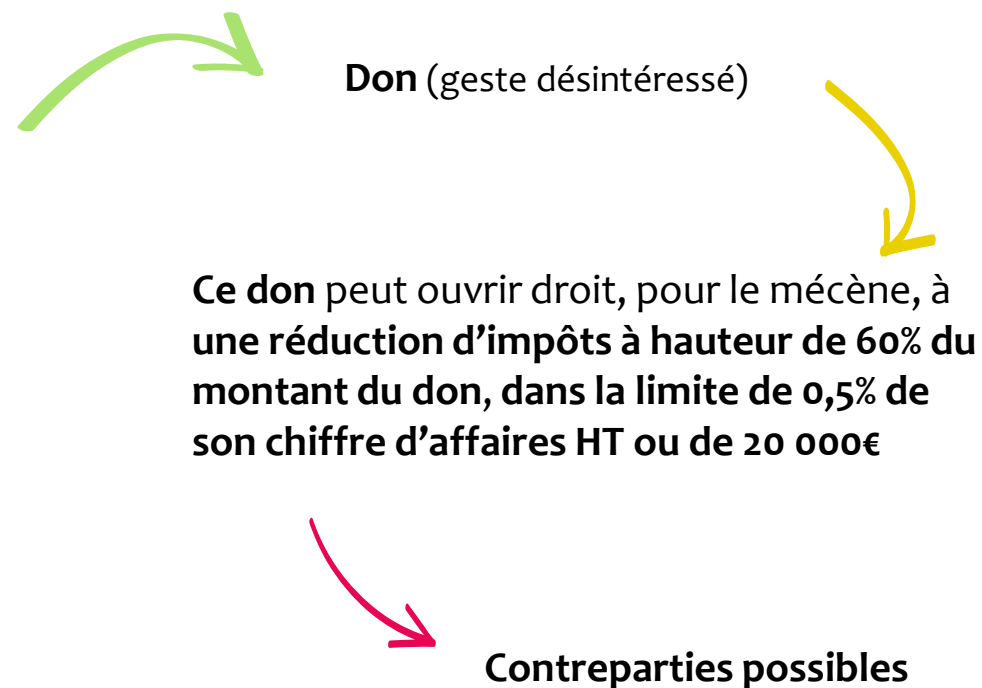 Don (geste désintéressé)
Ce don peut ouvrir droit, pour le mécène, à
une réduction d’impôts à hauteur de 60% du
montant du don, dans la limite de 0,5% de
son chiffre d’affaires HT ou de 20 000€
Contreparties possibles